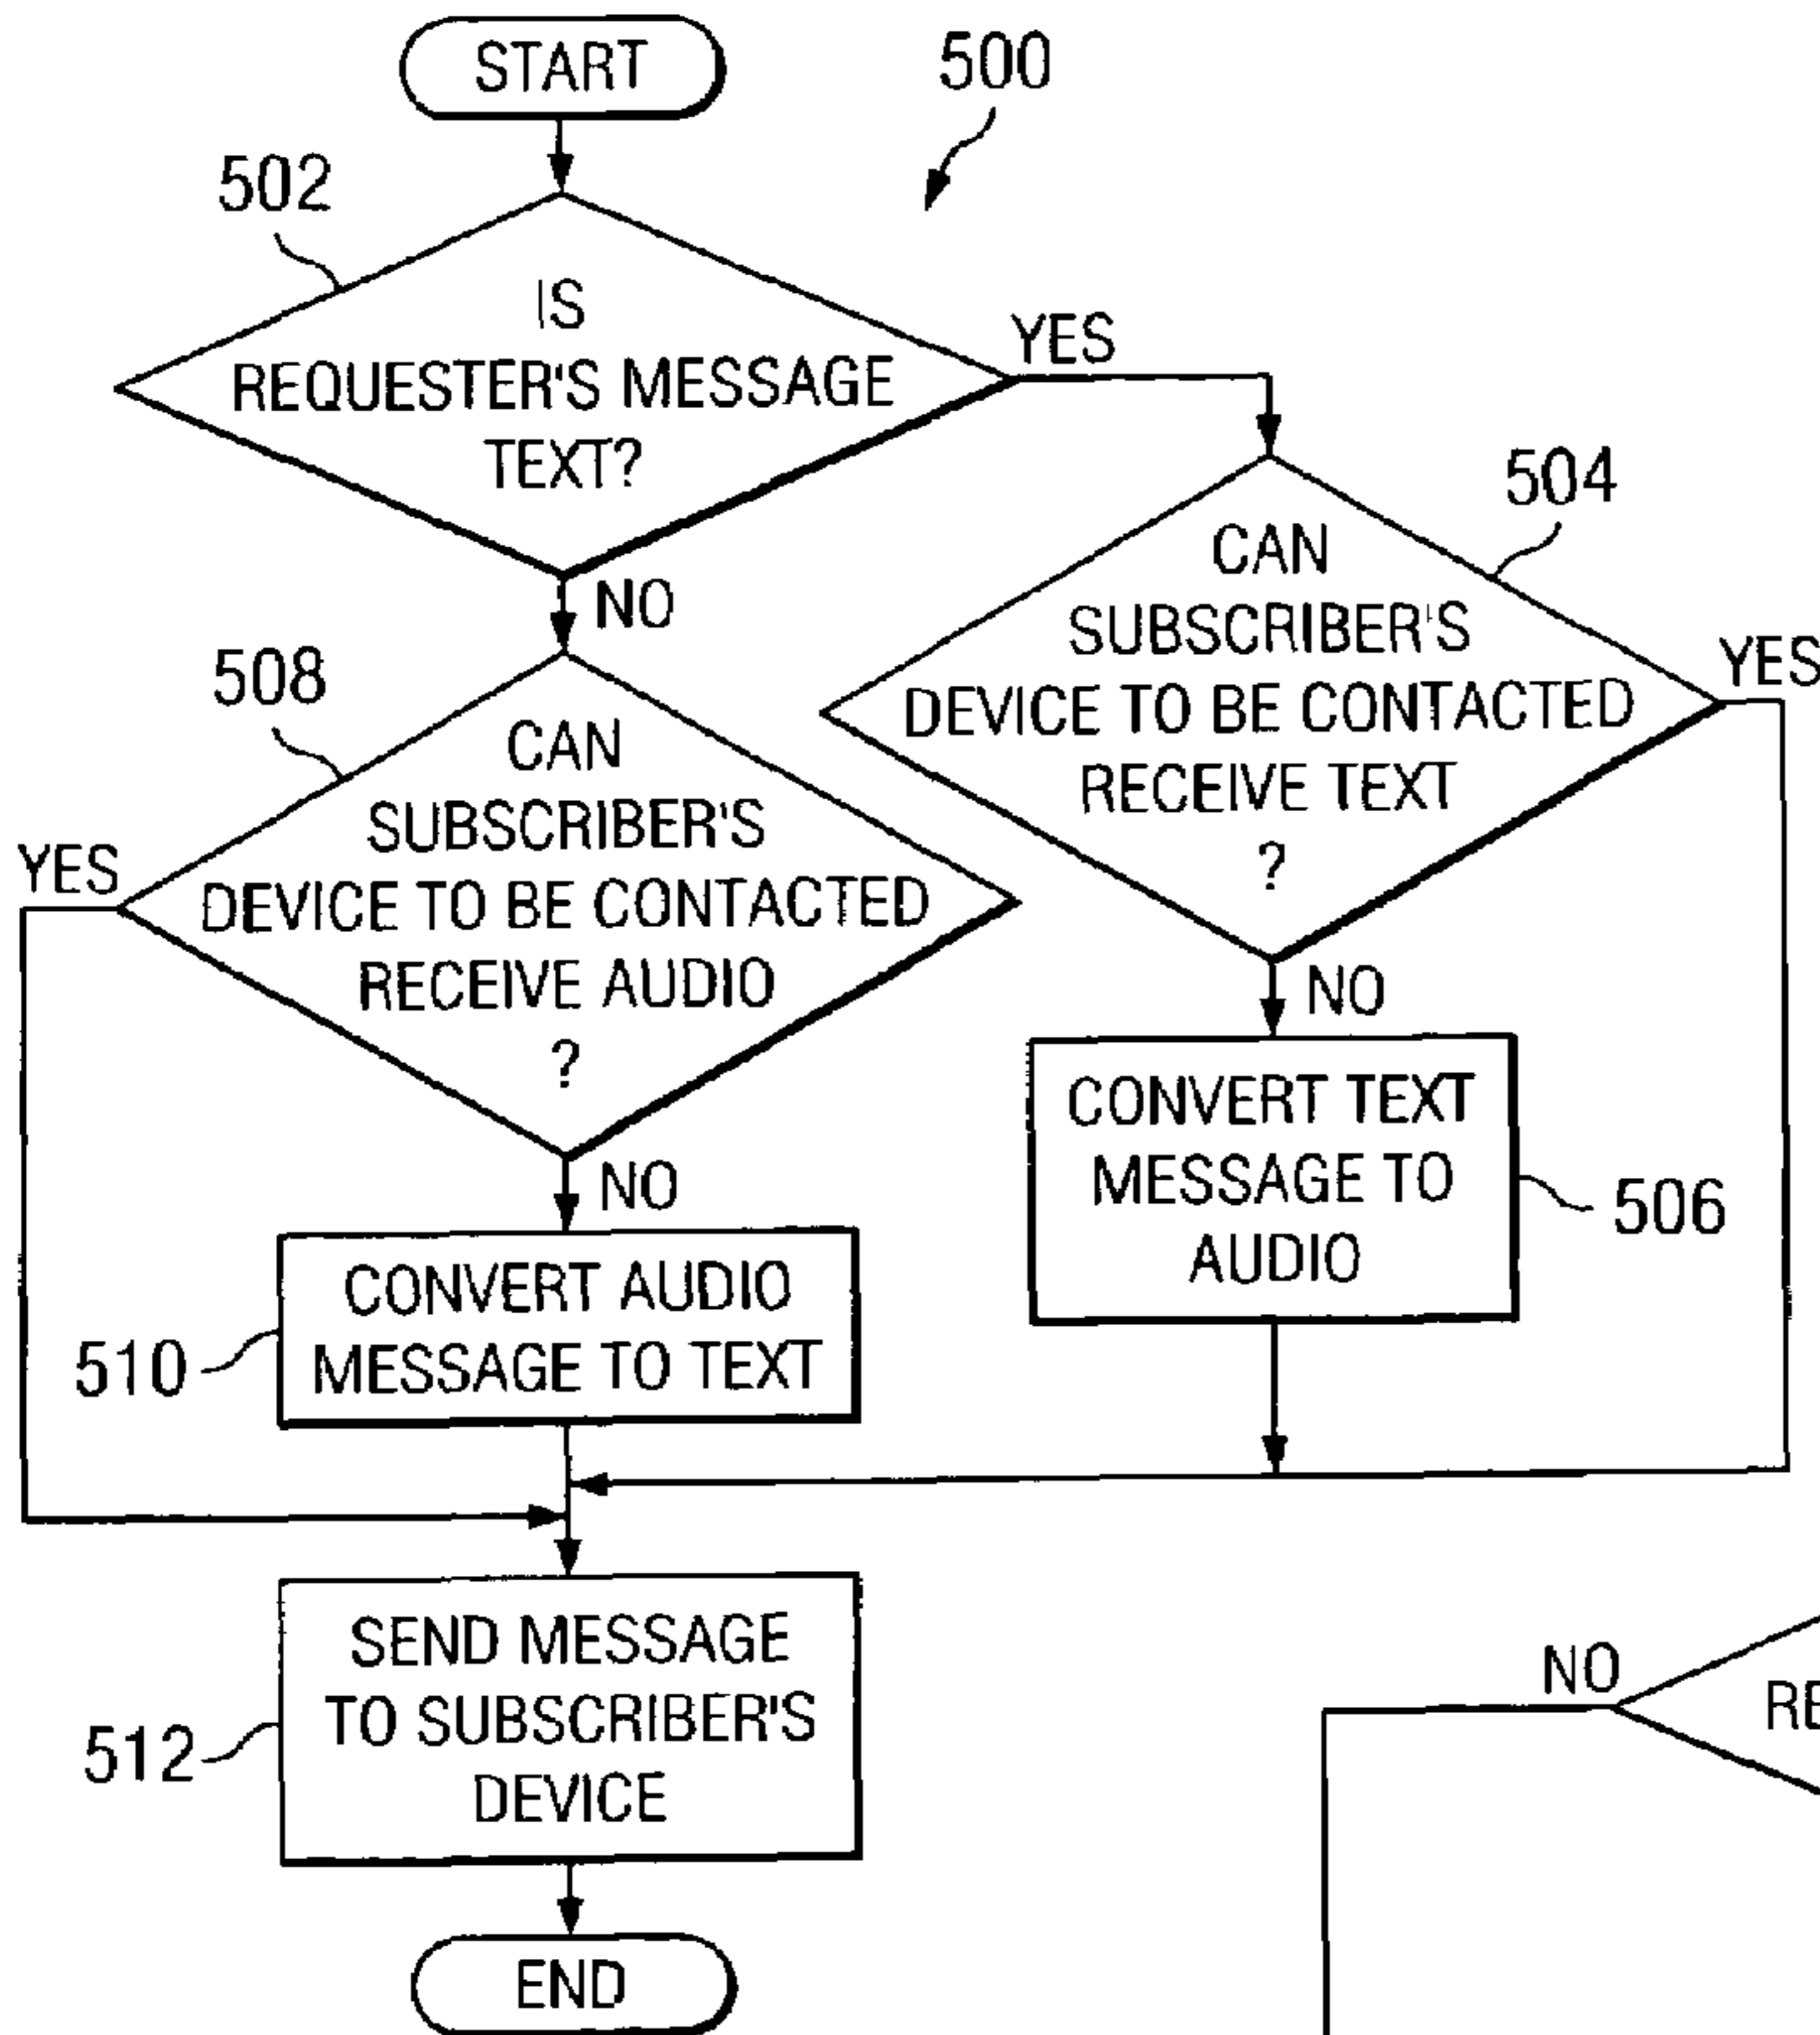 START
500
502
IS
REQUESTER'S MESSAGE
TEXT?
YES
NO
504
CAN
SUBSCRIBER'S
DEVICE TO BE CONTACTED
RECEIVE TEXT
?
YES
NO
508
CAN
SUBSCRIBER'S
DEVICE TO BE CONTACTED
RECEIVE AUDIO
?
YES
NO
CONVERT TEXT
MESSAGE TO
AUDIO
506
CONVERT AUDIO
MESSAGE TO TEXT
510
SEND MESSAGE
TO SUBSCRIBER'S
DEVICE
512
END
NO